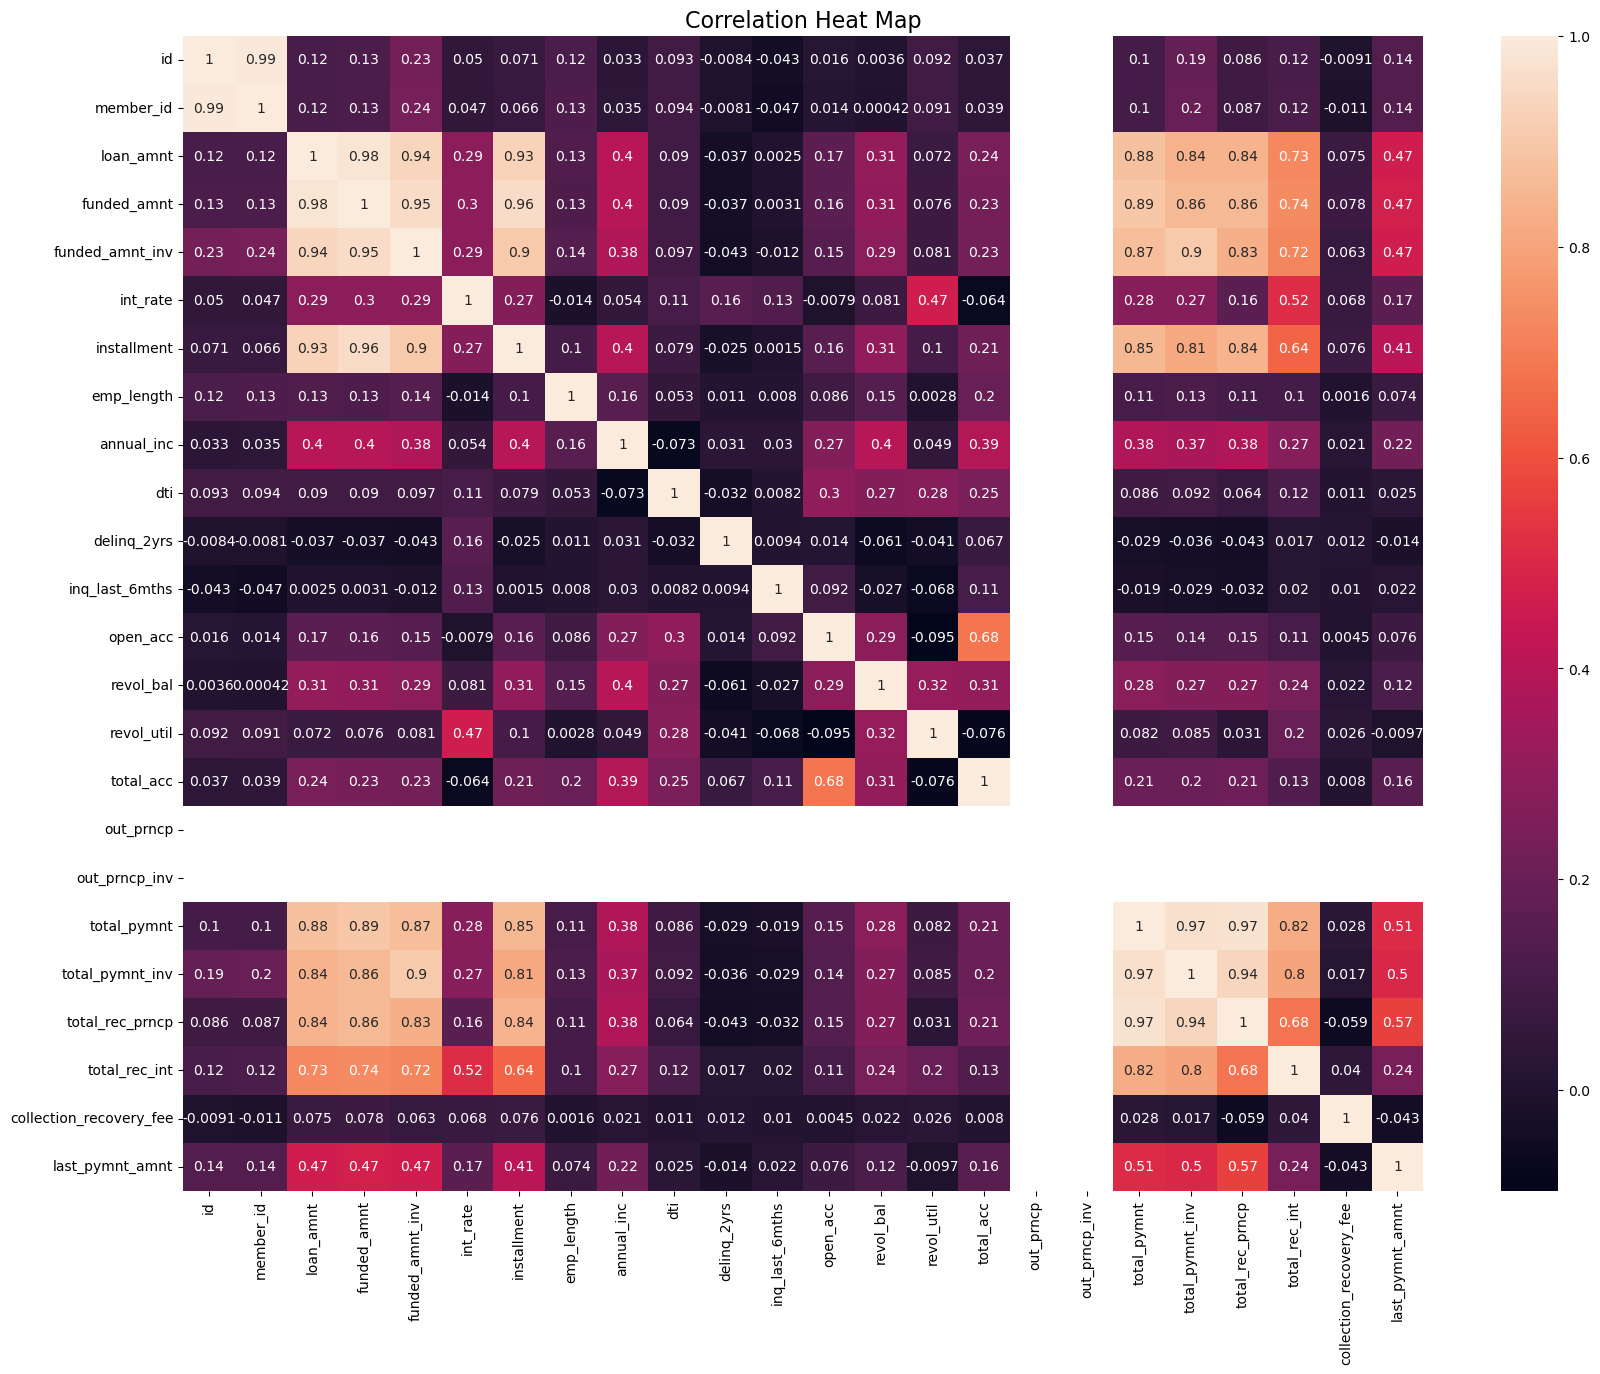 Correlation Heat Map
id 1 0.99 0.12 0.13 0.23 0.05 0.071 0.12 0.033 0.093 -0.0084 -0.043 0.016 0.0036 0.092 0.037 0.1 0.19 0.086 0.12 -0.0091 0.14
member_id 0.99 1 0.12 0.13 0.24 0.047 0.066 0.13 0.035 0.094 -0.0081 -0.047 0.014 0.00042 0.091 0.039 0.1 0.2 0.087 0.12 -0.011 0.14
loan_amnt 0.12 0.12 1 0.98 0.94 0.29 0.93 0.13 0.4 0.09 -0.037 0.0025 0.17 0.31 0.072 0.24 0.88 0.84 0.84 0.73 0.075 0.47
funded_amnt 0.13 0.13 0.98 1 0.95 0.3 0.96 0.13 0.4 0.09 -0.037 0.0031 0.16 0.31 0.076 0.23 0.89 0.86 0.86 0.74 0.078 0.47
funded_amnt_inv 0.23 0.24 0.94 0.95 1 0.29 0.9 0.14 0.38 0.097 -0.043 -0.012 0.15 0.29 0.081 0.23 0.87 0.9 0.83 0.72 0.063 0.47
int_rate 0.05 0.047 0.29 0.3 0.29 1 0.27 -0.014 0.054 0.11 0.16 0.13 -0.0079 0.081 0.47 -0.064 0.28 0.27 0.16 0.52 0.068 0.17
installment 0.071 0.066 0.93 0.96 0.9 0.27 1 0.1 0.4 0.079 -0.025 0.0015 0.16 0.31 0.1 0.21 0.85 0.81 0.84 0.64 0.076 0.41
emp_length 0.12 0.13 0.13 0.13 0.14 -0.014 0.1 1 0.16 0.053 0.011 0.008 0.086 0.15 0.0028 0.2 0.11 0.13 0.11 0.1 0.0016 0.074
annual_inc 0.033 0.035 0.4 0.4 0.38 0.054 0.4 0.16 1 -0.073 0.031 0.03 0.27 0.4 0.049 0.39 0.38 0.37 0.38 0.27 0.021 0.22
dti 0.093 0.094 0.09 0.09 0.097 0.11 0.079 0.053 -0.073 1 -0.032 0.0082 0.3 0.27 0.28 0.25 0.086 0.092 0.064 0.12 0.011 0.025
delinq_2yrs -0.0084 -0.0081 -0.037 -0.037 -0.043 0.16 -0.025 0.011 0.031 -0.032 1 0.0094 0.014 -0.061 -0.041 0.067 -0.029 -0.036 -0.043 0.017 0.012 -0.014
inq_last_6mths -0.043 -0.047 0.0025 0.0031 -0.012 0.13 0.0015 0.008 0.03 0.0082 0.0094 1 0.092 -0.027 -0.068 0.11 -0.019 -0.029 -0.032 0.02 0.01 0.022
open_acc 0.016 0.014 0.17 0.16 0.15 -0.0079 0.16 0.086 0.27 0.3 0.014 0.092 1 0.29 -0.095 0.68 0.15 0.14 0.15 0.11 0.0045 0.076
revol_bal 0.0036 0.00042 0.31 0.31 0.29 0.081 0.31 0.15 0.4 0.27 -0.061 -0.027 0.29 1 0.32 0.31 0.28 0.27 0.27 0.24 0.022 0.12
revol_util 0.092 0.091 0.072 0.076 0.081 0.47 0.1 0.0028 0.049 0.28 -0.041 -0.068 -0.095 0.32 1 -0.076 0.082 0.085 0.031 0.2 0.026 -0.0097
total_acc 0.037 0.039 0.24 0.23 0.23 -0.064 0.21 0.2 0.39 0.25 0.067 0.11 0.68 0.31 -0.076 1 0.21 0.2 0.21 0.13 0.008 0.16
out_prncp
out_prncp_inv
total_pymnt 0.1 0.1 0.88 0.89 0.87 0.28 0.85 0.11 0.38 0.086 -0.029 -0.019 0.15 0.28 0.082 0.21 1 0.97 0.97 0.82 0.028 0.51
total_pymnt_inv 0.19 0.2 0.84 0.86 0.9 0.27 0.81 0.13 0.37 0.092 -0.036 -0.029 0.14 0.27 0.085 0.2 0.97 1 0.94 0.8 0.017 0.5
total_rec_prncp 0.086 0.087 0.84 0.86 0.83 0.16 0.84 0.11 0.38 0.064 -0.043 -0.032 0.15 0.27 0.031 0.21 0.97 0.94 1 0.68 -0.059 0.57
total_rec_int 0.12 0.12 0.73 0.74 0.72 0.52 0.64 0.1 0.27 0.12 0.017 0.02 0.11 0.24 0.2 0.13 0.82 0.8 0.68 1 0.04 0.24
collection_recovery_fee -0.0091 -0.011 0.075 0.078 0.063 0.068 0.076 0.0016 0.021 0.011 0.012 0.01 0.0045 0.022 0.026 0.008 0.028 0.017 -0.059 0.04 1 -0.043
last_pymnt_amnt 0.14 0.14 0.47 0.47 0.47 0.17 0.41 0.074 0.22 0.025 -0.014 0.022 0.076 0.12 -0.0097 0.16 0.51 0.5 0.57 0.24 -0.043 1
id
member_id
loan_amnt
funded_amnt
funded_amnt_inv
int_rate
installment
emp_length
annual_inc
dti
delinq_2yrs
inq_last_6mths
open_acc
revol_bal
revol_util
total_acc
out_prncp
out_prncp_inv
total_pymnt
total_pymnt_inv
total_rec_prncp
total_rec_int
collection_recovery_fee
last_pymnt_amnt
1.0
0.8
0.6
0.4
0.2
0.0